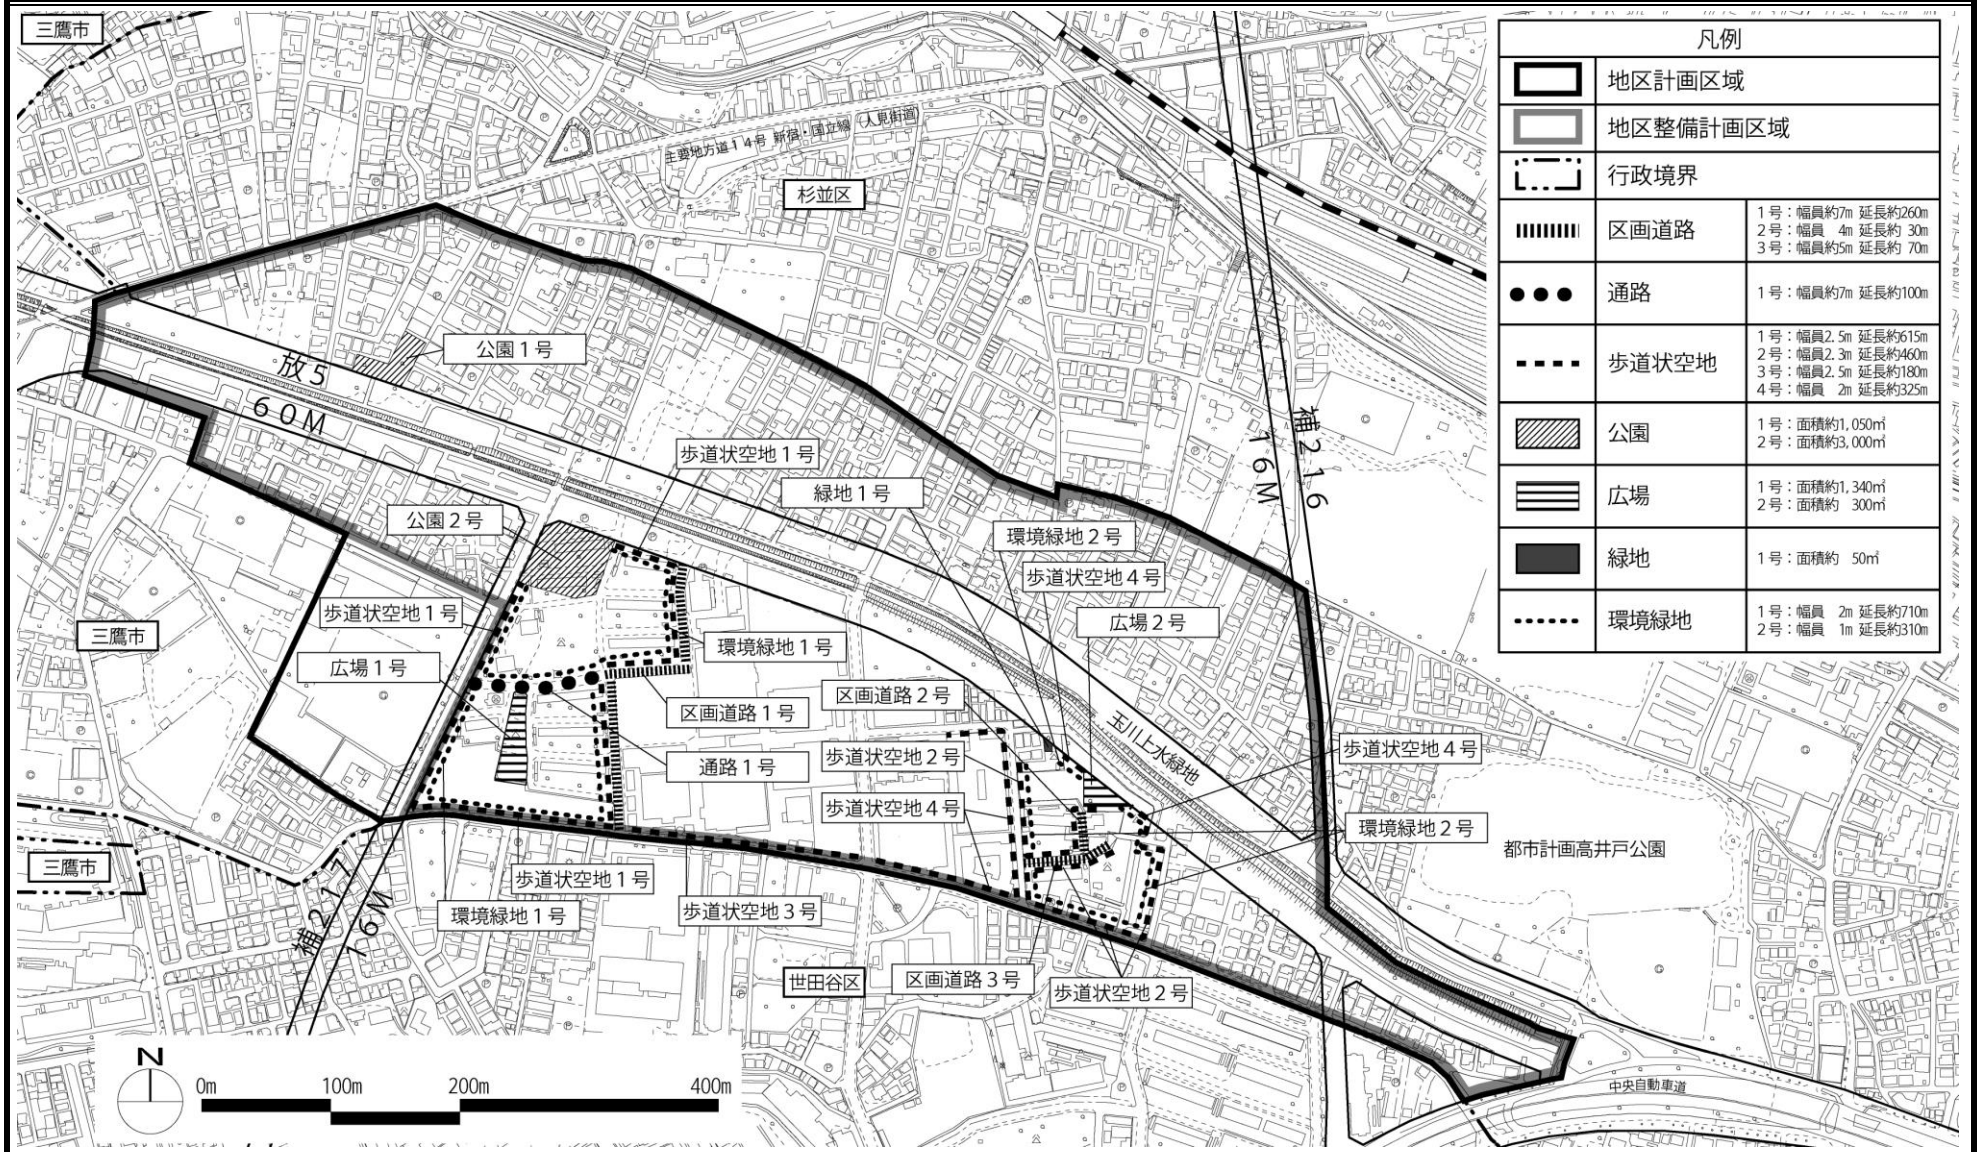 三鷹市
主要地方道14号 新宿・国立線（人見街道）
杉並区
公園1号
放5
60M
歩道状空地1号
緑地1号
補216
16M
公園2号
環境緑地2号
歩道状空地4号
三鷹市
歩道状空地1号
広場2号
広場1号
環境緑地1号
区画道路2号
区画道路1号
玉川上水緑地
歩道状空地4号
歩道状空地2号
通路1号
歩道状空地4号
環境緑地2号
都市計画高井戸公園
三鷹市
歩道状空地1号
環境緑地1号
歩道状空地3号
補217
16M
世田谷区
区画道路3号
歩道状空地2号
中央自動車道
N
0m 100m 200m 400m
凡例
地区計画区域
地区整備計画区域
行政境界
区画道路
1号：幅員約7m 延長約260m
2号：幅員 4m 延長約 30m
3号：幅員約5m 延長約 70m
通路
1号：幅員約7m 延長約100m
歩道状空地
1号：幅員2.5m 延長約615m
2号：幅員2.3m 延長約460m
3号：幅員2.5m 延長約180m
4号：幅員 2m 延長約325m
公園
1号：面積約1,050㎡
2号：面積約3,000㎡
広場
1号：面積約1,340㎡
2号：面積約 300㎡
緑地
1号：面積約 50㎡
環境緑地
1号：幅員 2m 延長約710m
2号：幅員 1m 延長約310m